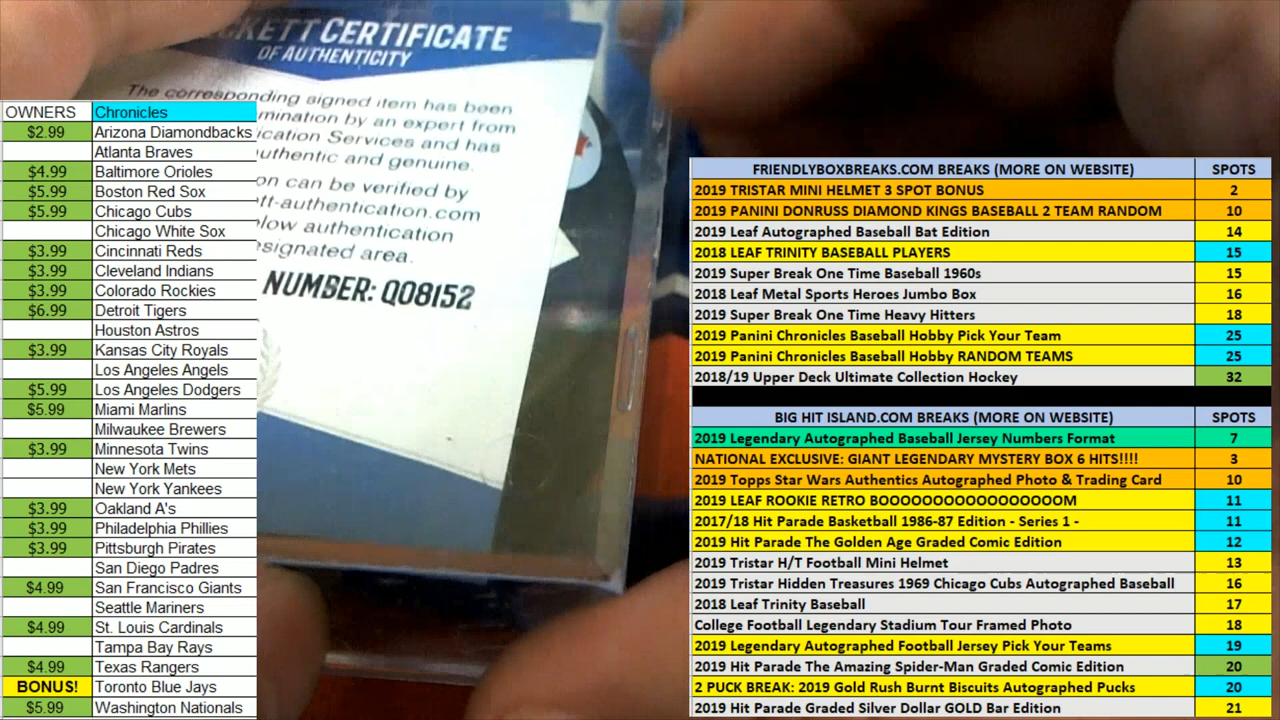 CERTIFICATE
OF AUTHENTICITY
The corresponding signed item has been
by an expert from
Services and has
and genuine.
can be verified by
authentication
area.
NUMBER: Q08152
OWNERS Chronicles
$2.99 Arizona Diamondbacks
Atlanta Braves
$4.99 Baltimore Orioles
$5.99 Boston Red Sox
$5.99 Chicago Cubs
Chicago White Sox
$3.99 Cincinnati Reds
$3.99 Cleveland Indians
$3.99 Colorado Rockies
$6.99 Detroit Tigers
Houston Astros
$3.99 Kansas City Royals
Los Angeles Angels
$5.99 Los Angeles Dodgers
$5.99 Miami Marlins
Milwaukee Brewers
$3.99 Minnesota Twins
New York Mets
New York Yankees
$3.99 Oakland A's
$3.99 Philadelphia Phillies
$3.99 Pittsburgh Pirates
San Diego Padres
$4.99 San Francisco Giants
Seattle Mariners
$4.99 St. Louis Cardinals
Tampa Bay Rays
$4.99 Texas Rangers
BONUS! Toronto Blue Jays
$5.99 Washington Nationals
FRIENDLYBOXBREAKS.COM BREAKS (MORE ON WEBSITE) SPOTS
2019 TRISTAR MINI HELMET 3 SPOT BONUS 2
2019 PANINI DONRUSS DIAMOND KINGS BASEBALL 2 TEAM RANDOM 10
2019 Leaf Autographed Baseball Bat Edition 14
2018 LEAF TRINITY BASEBALL PLAYERS 15
2019 Super Break One Time Baseball 1960s 15
2018 Leaf Metal Sports Heroes Jumbo Box 16
2019 Super Break One Time Heavy Hitters 18
2019 Panini Chronicles Baseball Hobby Pick Your Team 25
2019 Panini Chronicles Baseball Hobby RANDOM TEAMS 25
2018/19 Upper Deck Ultimate Collection Hockey 32
BIG HIT ISLAND.COM BREAKS (MORE ON WEBSITE) SPOTS
2019 Legendary Autographed Baseball Jersey Numbers Format 7
NATIONAL EXCLUSIVE: GIANT LEGENDARY MYSTERY BOX 6 HITS!!!! 3
2019 Topps Star Wars Authentics Autographed Photo & Trading Card 10
2019 LEAF ROOKIE RETRO BOOOOOOOOOOOOOOOOM 11
2017/18 Hit Parade Basketball 1986-87 Edition - Series 1 - 11
2019 Hit Parade The Golden Age Graded Comic Edition 12
2019 Tristar H/T Football Mini Helmet 13
2019 Tristar Hidden Treasures 1969 Chicago Cubs Autographed Baseball 16
2018 Leaf Trinity Baseball 17
College Football Legendary Stadium Tour Framed Photo 18
2019 Legendary Autographed Football Jersey Pick Your Teams 19
2019 Hit Parade The Amazing Spider-Man Graded Comic Edition 20
2 PUCK BREAK: 2019 Gold Rush Burnt Biscuits Autographed Pucks 20
2019 Hit Parade Graded Silver Dollar GOLD Bar Edition 21